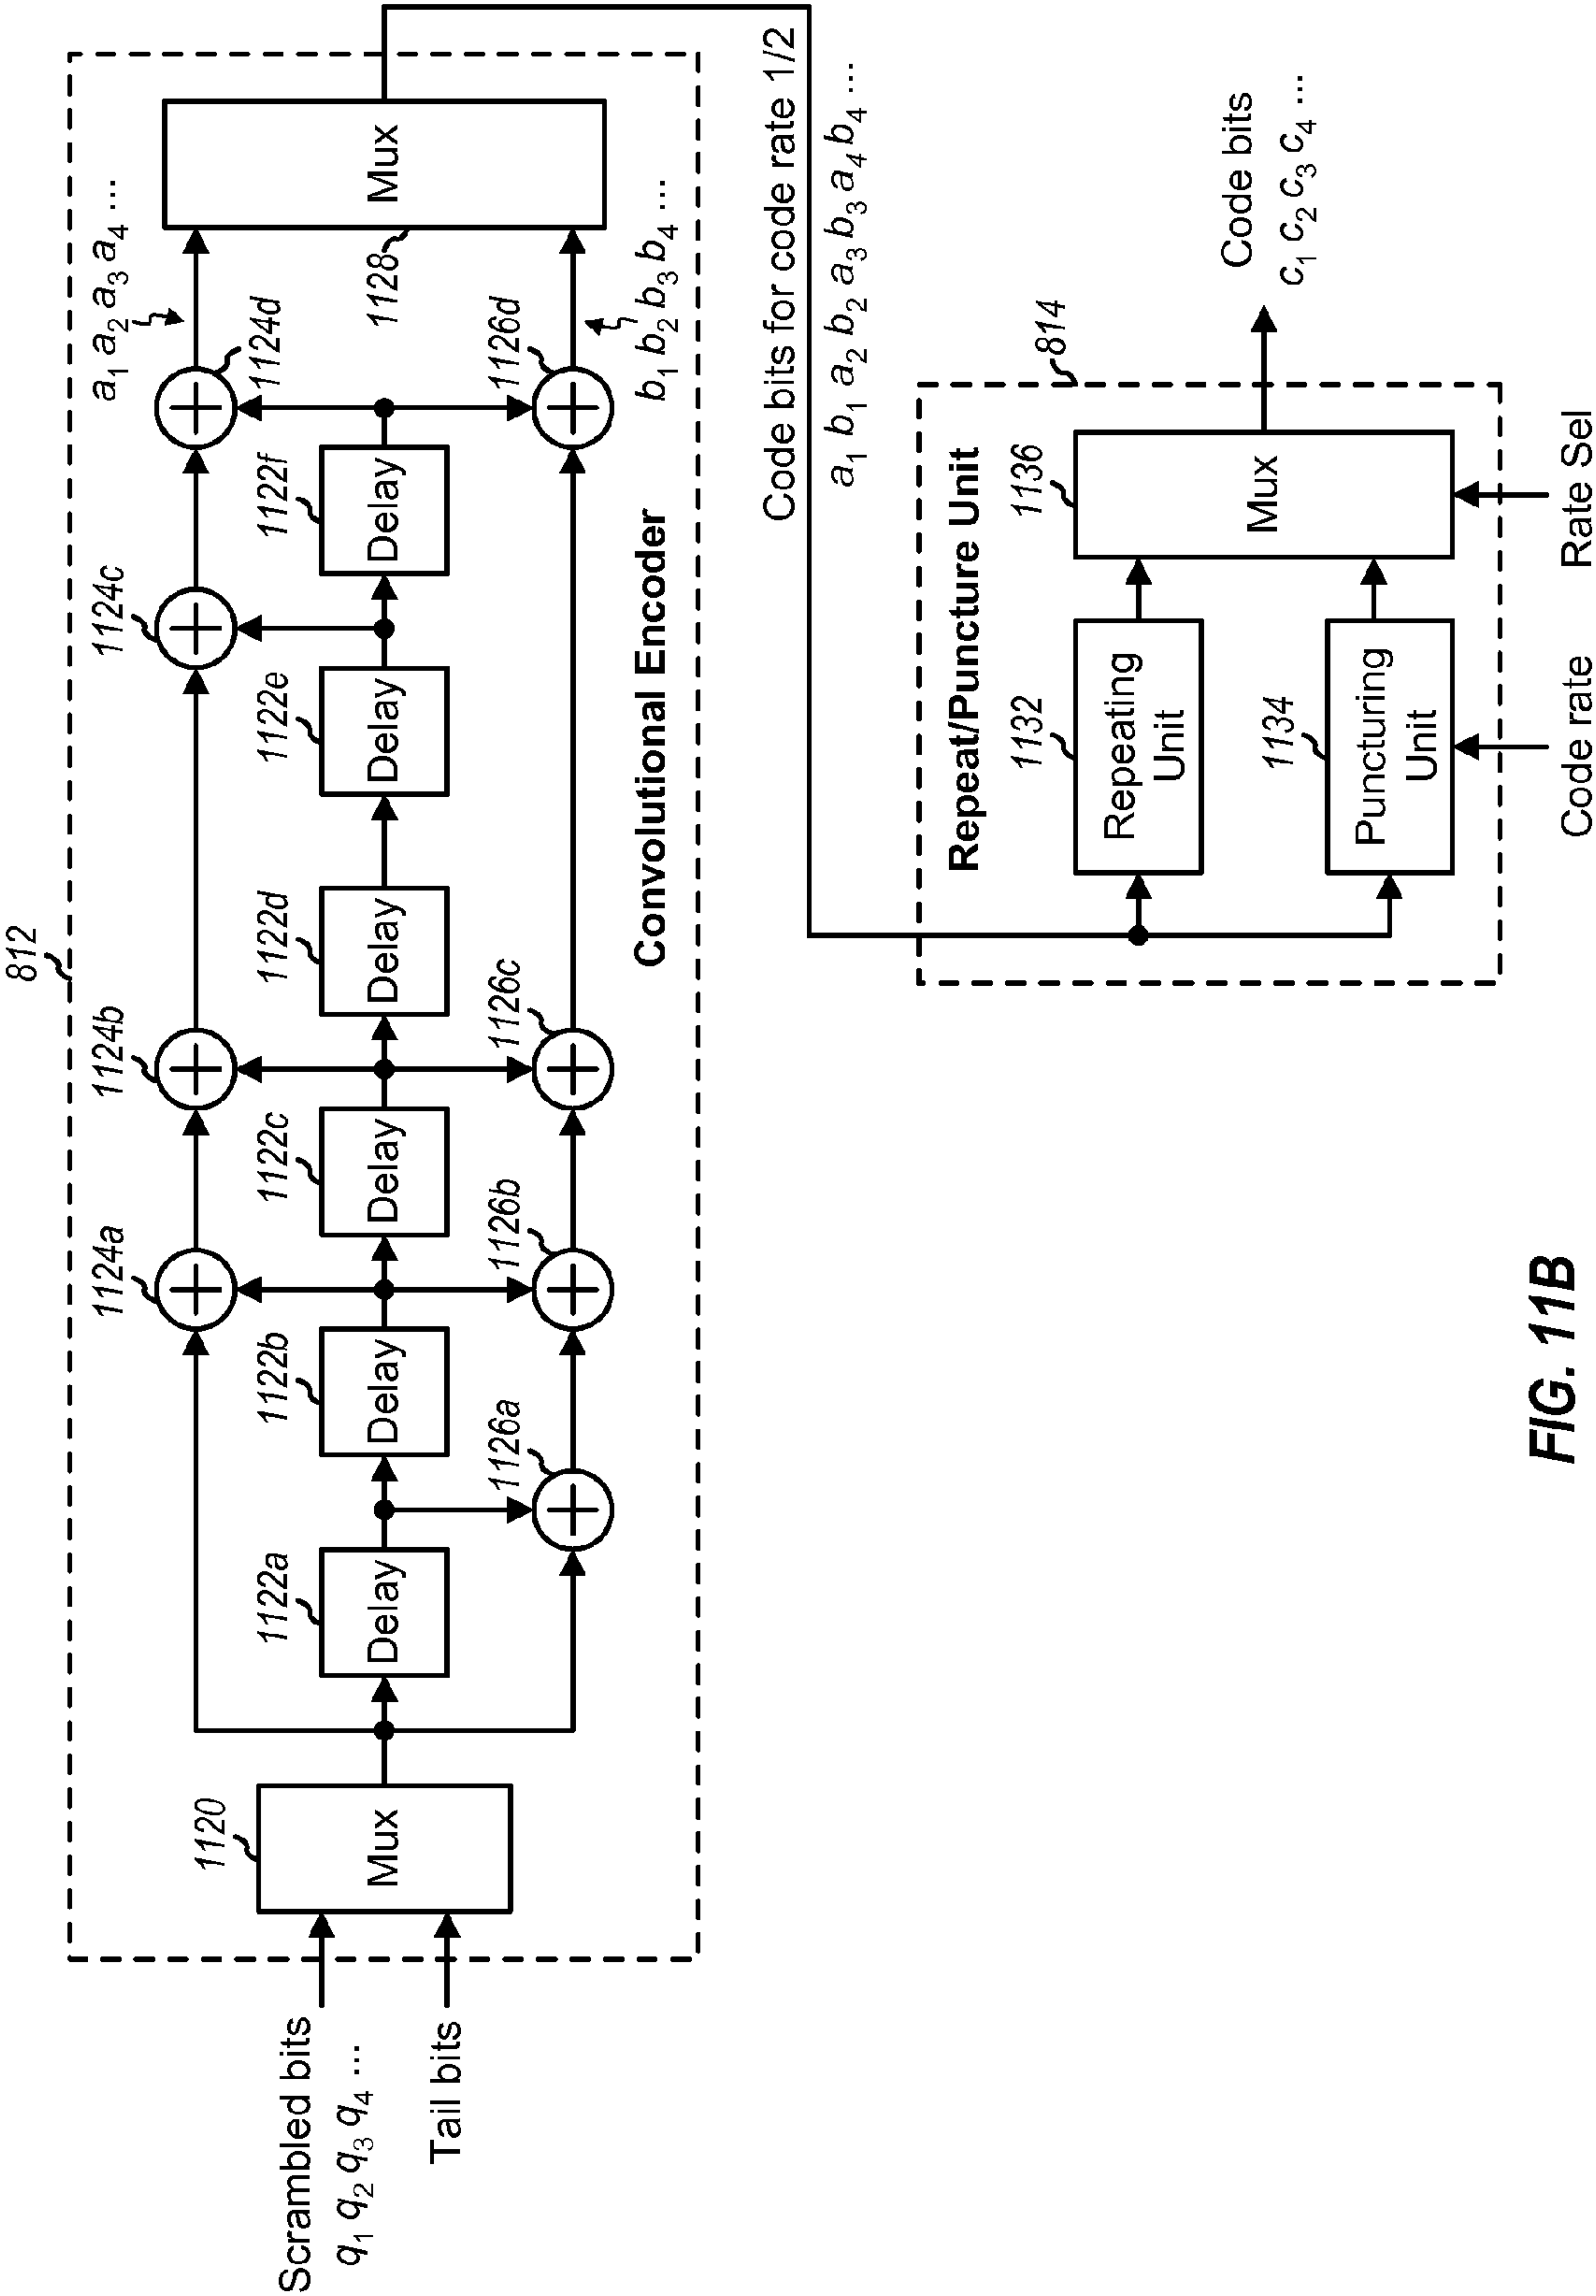 812
1124a
1124b
1124c
a₁ a₂ a₃ a₄ ...
1124d
1120
Mux
1122a
Delay
1122b
Delay
1122c
Delay
1122d
Delay
1122e
Delay
1122f
Delay
1128
Mux
Scrambled bits
q₁ q₂ q₃ q₄ ...
Tail bits
1126a
1126b
1126c
1126d
b₁ b₂ b₃ b₄ ...
Convolutional Encoder
Code bits for code rate 1/2
a₁ b₁ a₂ b₂ a₃ b₃ a₄ b₄ ...
814
Repeat/Puncture Unit
1132
Repeating
Unit
1136
Mux
Code bits
c₁ c₂ c₃ c₄ ...
1134
Puncturing
Unit
Code rate
Rate Sel
FIG. 11B